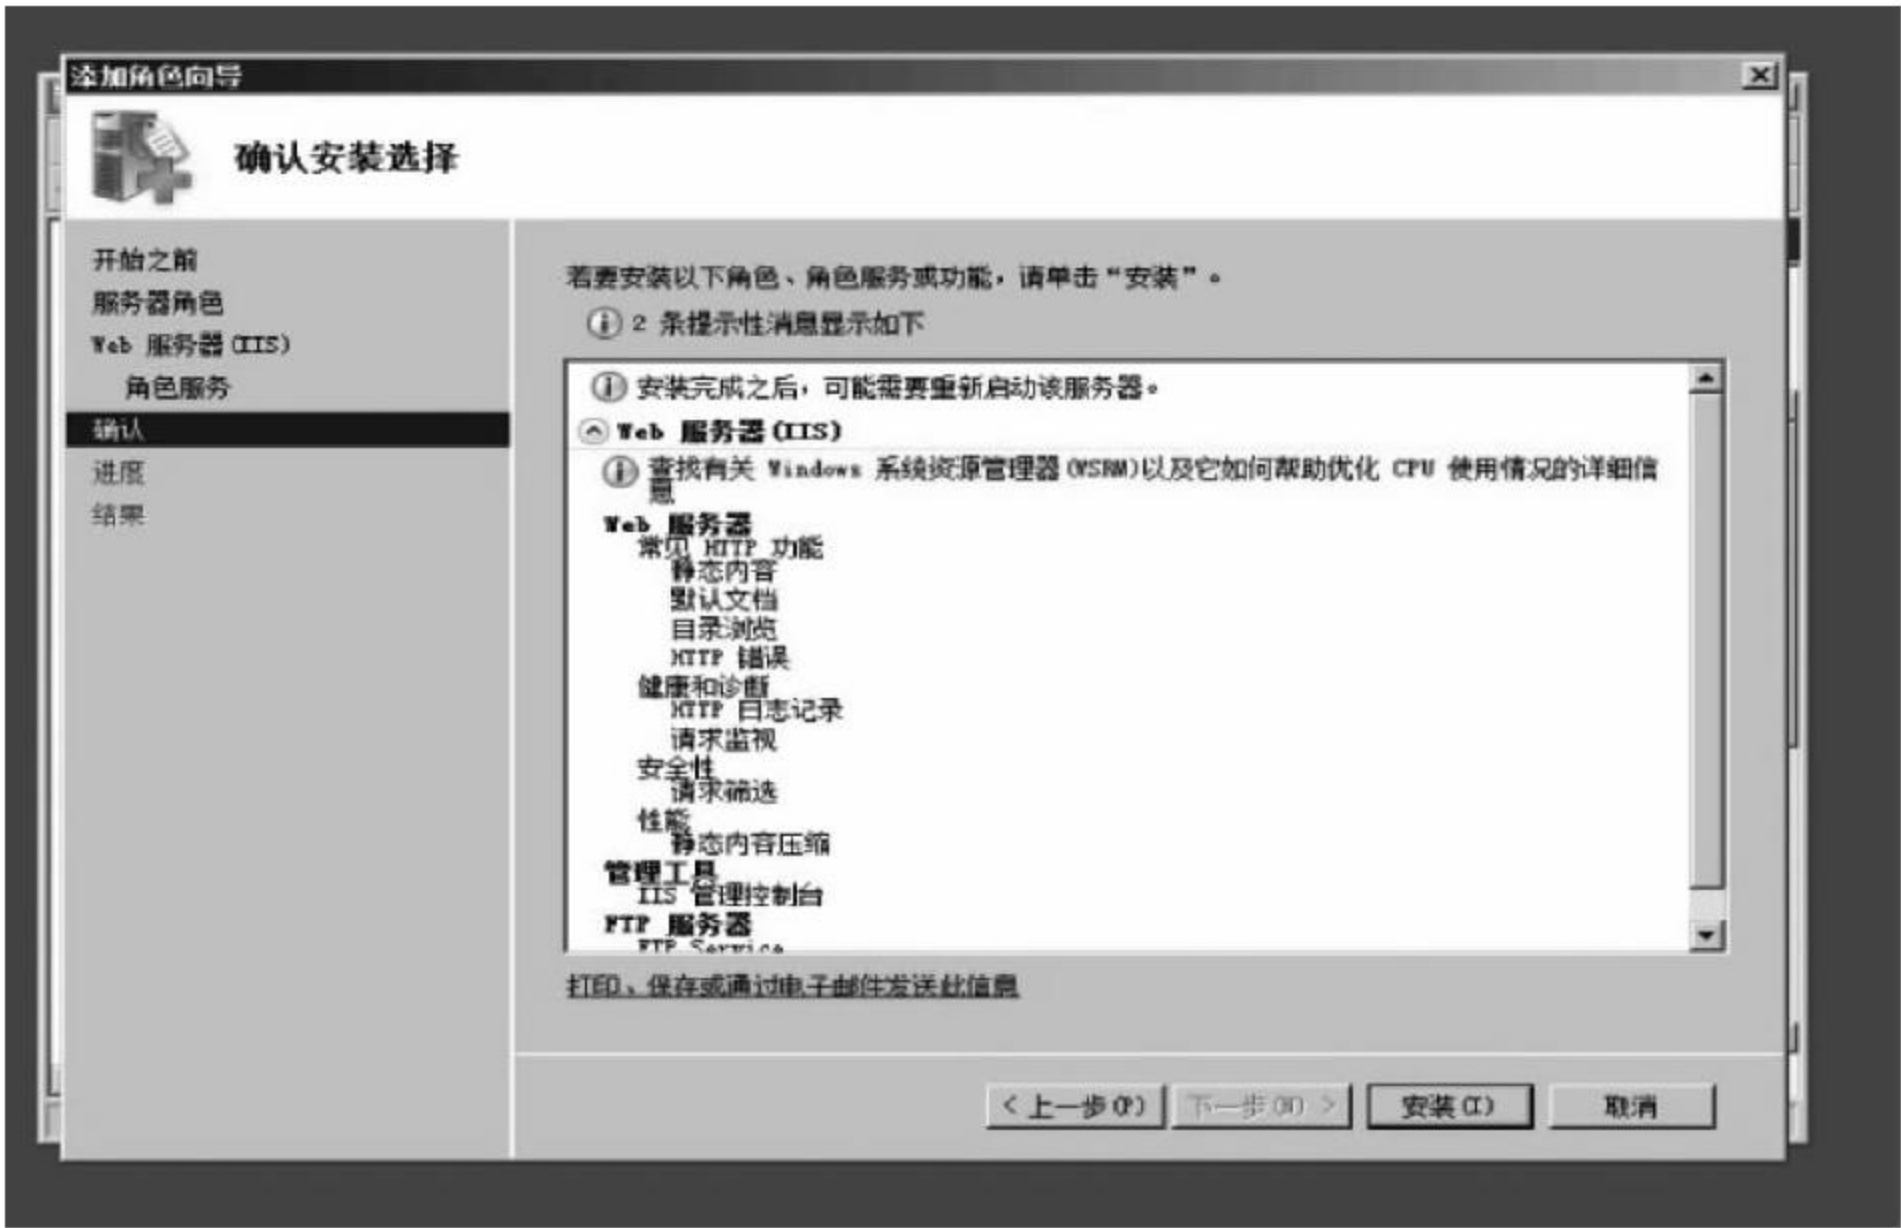 添加角色向导
确认安装选择
开始之前
服务器角色
Web 服务器(IIS)
角色服务
确认
进度
结果
若要安装以下角色、角色服务或功能，请单击“安装”。
2 条提示性消息显示如下
安装完成之后，可能需要重新启动该服务器。
Web 服务器(IIS)
查找有关 Windows 系统资源管理器(WSRM)以及它如何帮助优化 CPU 使用情况的详细信
息
Web 服务器
常见 HTTP 功能
静态内容
默认文档
目录浏览
HTTP 错误
健康和诊断
HTTP 日志记录
请求监视
安全性
请求筛选
性能
静态内容压缩
管理工具
IIS 管理控制台
FTP 服务器
FTP Service
打印、保存或通过电子邮件发送此信息
< 上一步(P)
下一步(N) >
安装(I)
取消